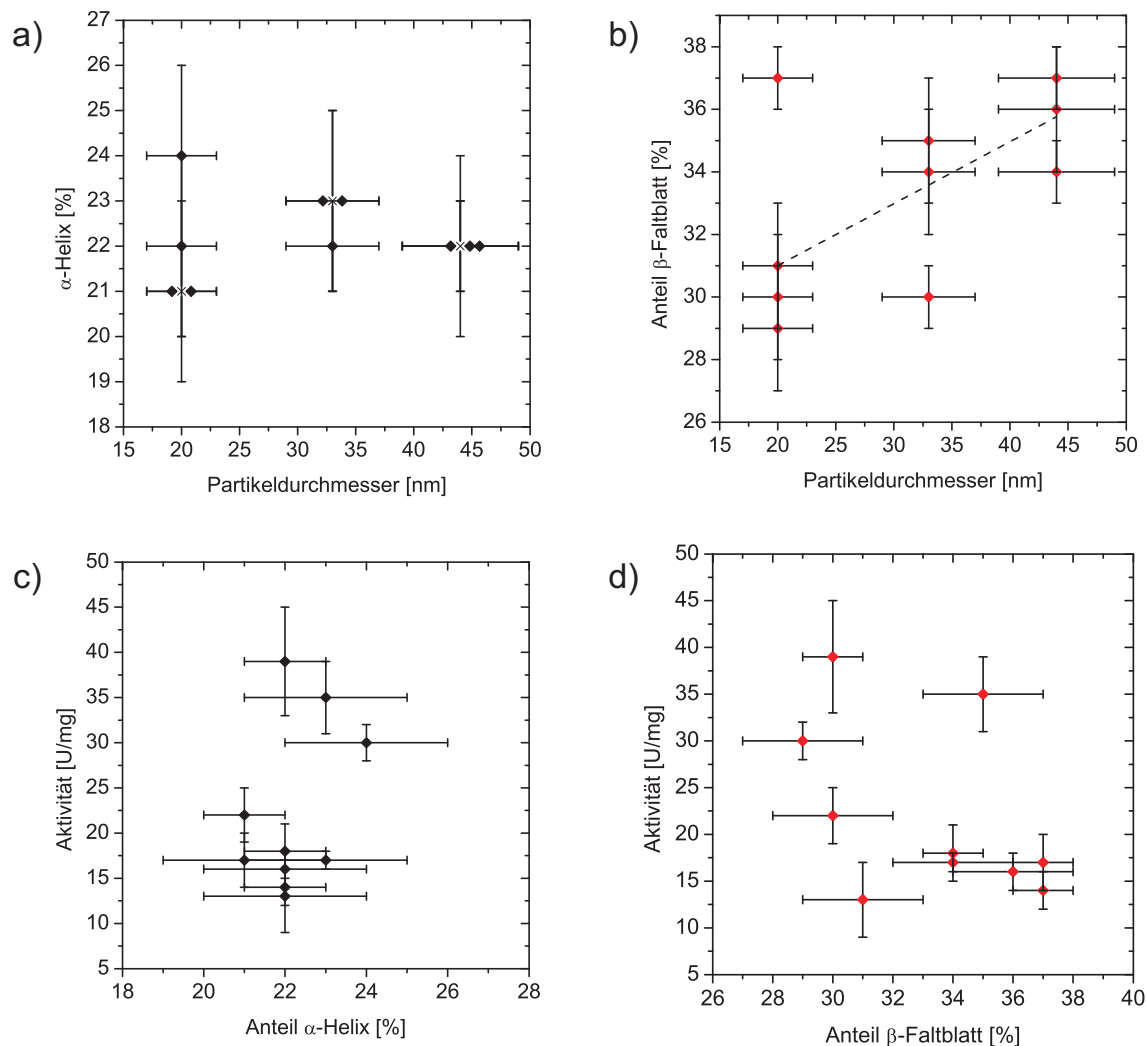 a)
27
26
25
24
23
22
21
20
19
18
α-Helix [%]
15 20 25 30 35 40 45 50
Partikeldurchmesser [nm]
b)
38
36
34
32
30
28
26
Anteil β-Faltblatt [%]
15 20 25 30 35 40 45 50
Partikeldurchmesser [nm]
c)
50
45
40
35
30
25
20
15
10
5
Aktivität [U/mg]
18 20 22 24 26 28
Anteil α-Helix [%]
d)
50
45
40
35
30
25
20
15
10
5
Aktivität [U/mg]
26 28 30 32 34 36 38 40
Anteil β-Faltblatt [%]